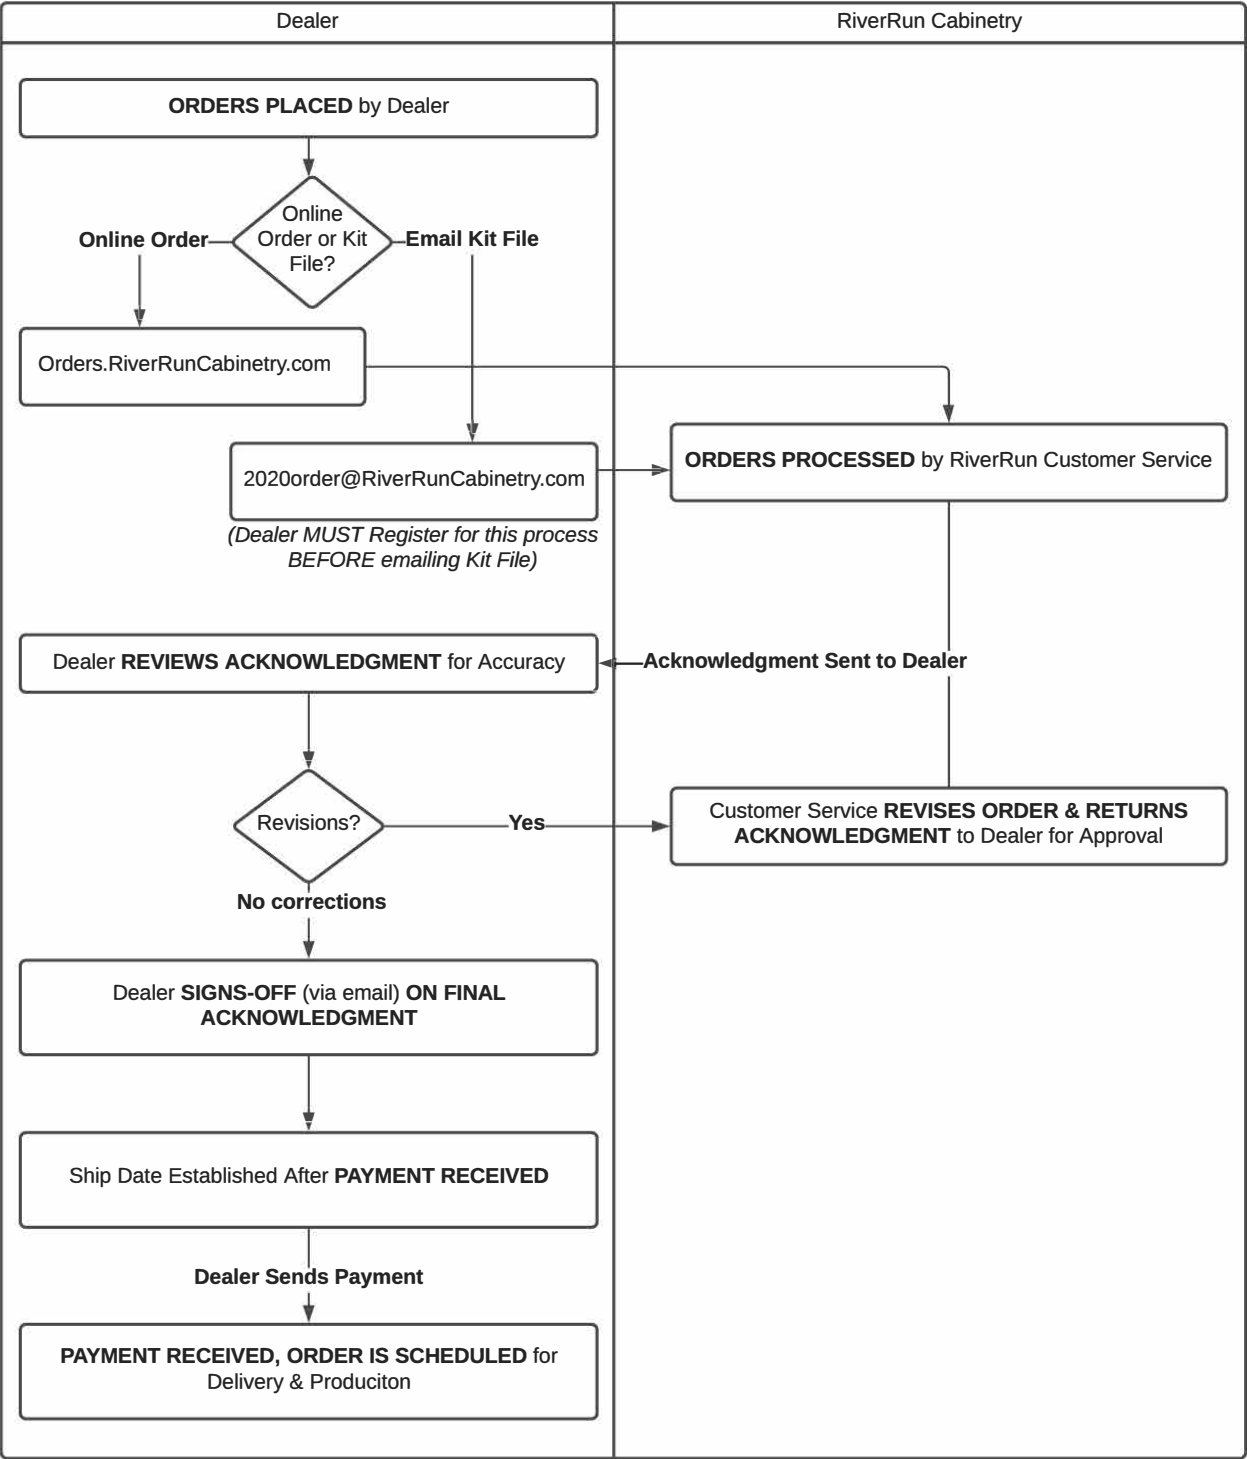 Dealer
RiverRun Cabinetry
ORDERS PLACED by Dealer
Online
Order or Kit
File?
Online Order
Email Kit File
Orders.RiverRunCabinetry.com
2020order@RiverRunCabinetry.com
(Dealer MUST Register for this process
BEFORE emailing Kit File)
ORDERS PROCESSED by RiverRun Customer Service
Acknowledgment Sent to Dealer
Dealer REVIEWS ACKNOWLEDGMENT for Accuracy
Revisions?
Yes
Customer Service REVISES ORDER & RETURNS
ACKNOWLEDGMENT to Dealer for Approval
No corrections
Dealer SIGNS-OFF (via email) ON FINAL
ACKNOWLEDGMENT
Ship Date Established After PAYMENT RECEIVED
Dealer Sends Payment
PAYMENT RECEIVED, ORDER IS SCHEDULED for
Delivery & Produciton